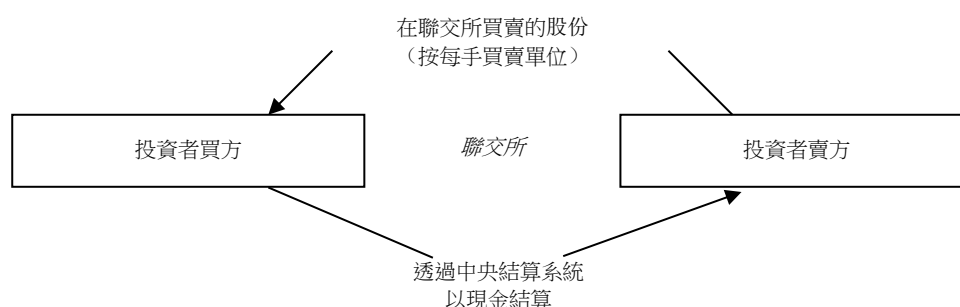 在聯交所買賣的股份
（按每手買賣單位）
投資者買方
聯交所
投資者賣方
透過中央結算系統
以現金結算